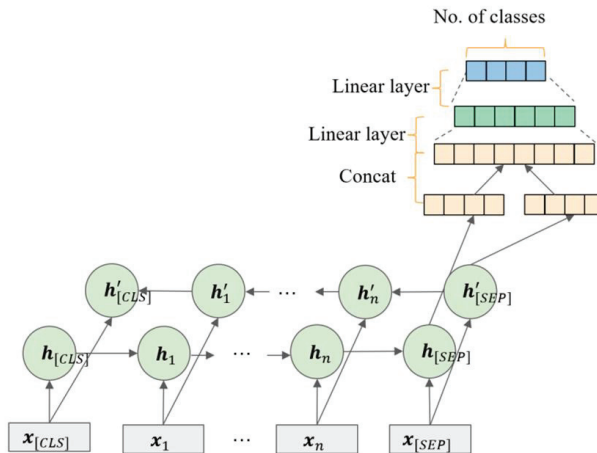 No. of classes
Linear layer
Linear layer
Concat
h'[CLS] h'1 ... h'n h'[SEP]
h[CLS] h1 ... hn h[SEP]
x[CLS] x1 ... xn x[SEP]